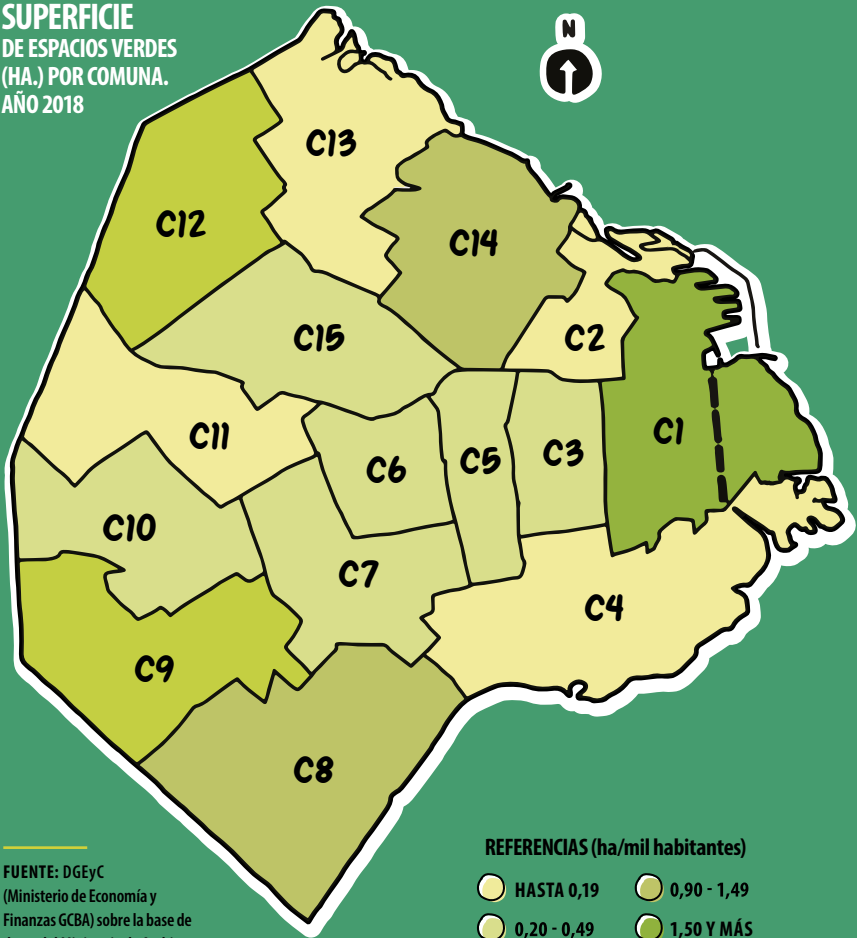 SUPERFICIE
DE ESPACIOS VERDES
(HA.) POR COMUNA.
AÑO 2018
N
C13
C12
C14
C15
C2
C11
C1
C6
C5
C3
C10
C7
C4
C9
C8
FUENTE: DGEyC
(Ministerio de Economía y
Finanzas GCBA) sobre la base de
REFERENCIAS (ha/mil habitantes)
HASTA 0,19
0,90 - 1,49
0,20 - 0,49
1,50 Y MÁS